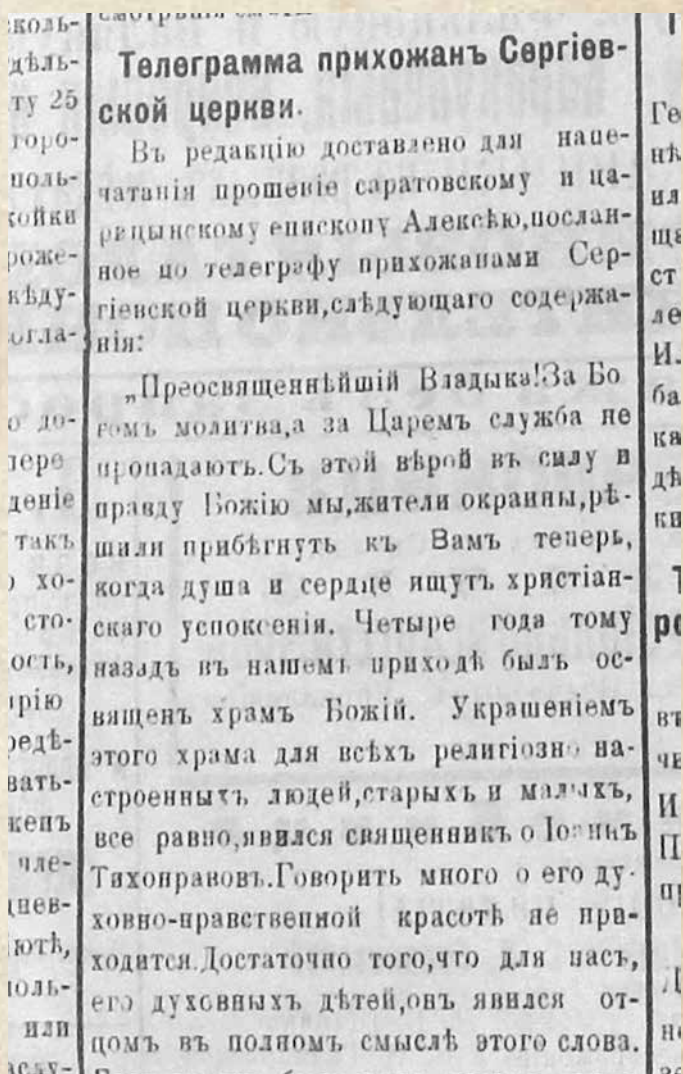 Телеграмма прихожанъ Сергіев-
ской церкви.
Въ редакцію доставлено для напе-
чатанія прошеніе саратовскому и ца-
рицынскому епископу Алексѣю,послан-
ное по телеграфу прихожанами Сер-
гіевской церкви,слѣдующаго содержа-
нія:
„Преосвященнѣйшій Владыка!За Бо
гомъ молитва,а за Царемъ служба не
пропадаютъ.Съ этой вѣрой въ силу и
правду Божію мы,жители окраины,рѣ-
шили прибѣгнуть къ Вамъ теперь,
когда душа и сердце ищутъ христіан-
скаго успоксенія. Четыре года тому
назадъ въ нашемъ приходѣ былъ ос-
вященъ храмъ Божій. Украшеніемъ
этого храма для всѣхъ религіозно на-
строенныхъ людей,старыхъ и малыхъ,
все равно,явился священникъ о Іоаннъ
Тихонравовъ.Говорить много о его ду-
ховно-нравственной красотѣ не при-
ходится.Достаточно того,что для насъ,
его духовныхъ дѣтей,онъ явился от-
цомъ въ полномъ смыслѣ этого слова.